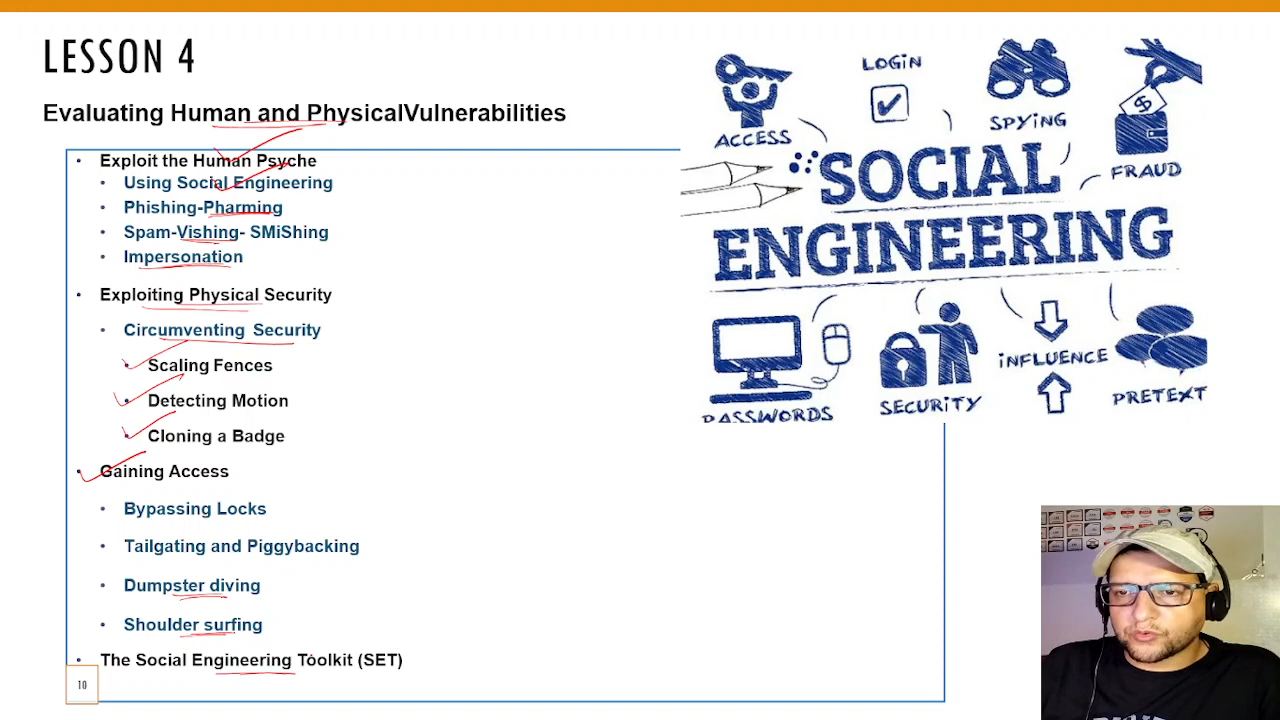 LESSON 4
Evaluating Human and PhysicalVulnerabilities
• Exploit the Human Psyche
• Using Social Engineering
• Phishing-Pharming
• Spam-Vishing- SMiShing
• Impersonation
• Exploiting Physical Security
• Circumventing Security
• Scaling Fences
• Detecting Motion
• Cloning a Badge
• Gaining Access
• Bypassing Locks
• Tailgating and Piggybacking
• Dumpster diving
• Shoulder surfing
• The Social Engineering Toolkit (SET)
10
ACCESS
LOGIN
SPYING
FRAUD
SOCIAL
ENGINEERING
PASSWORDS
SECURITY
INFLUENCE
PRETEXT